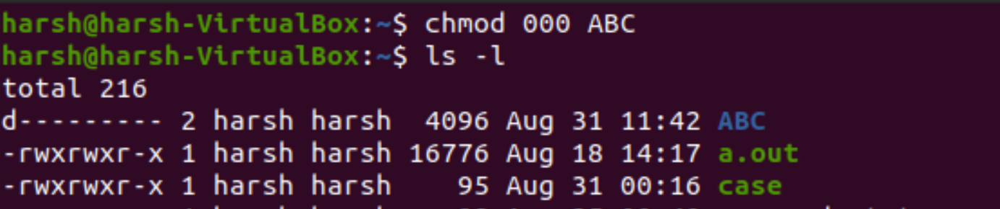 harsh@harsh-VirtualBox:~$ chmod 000 ABC
harsh@harsh-VirtualBox:~$ ls -l
total 216
d--------- 2 harsh harsh  4096 Aug 31 11:42 ABC
-rwxrwxr-x 1 harsh harsh 16776 Aug 18 14:17 a.out
-rwxrwxr-x 1 harsh harsh    95 Aug 31 00:16 case